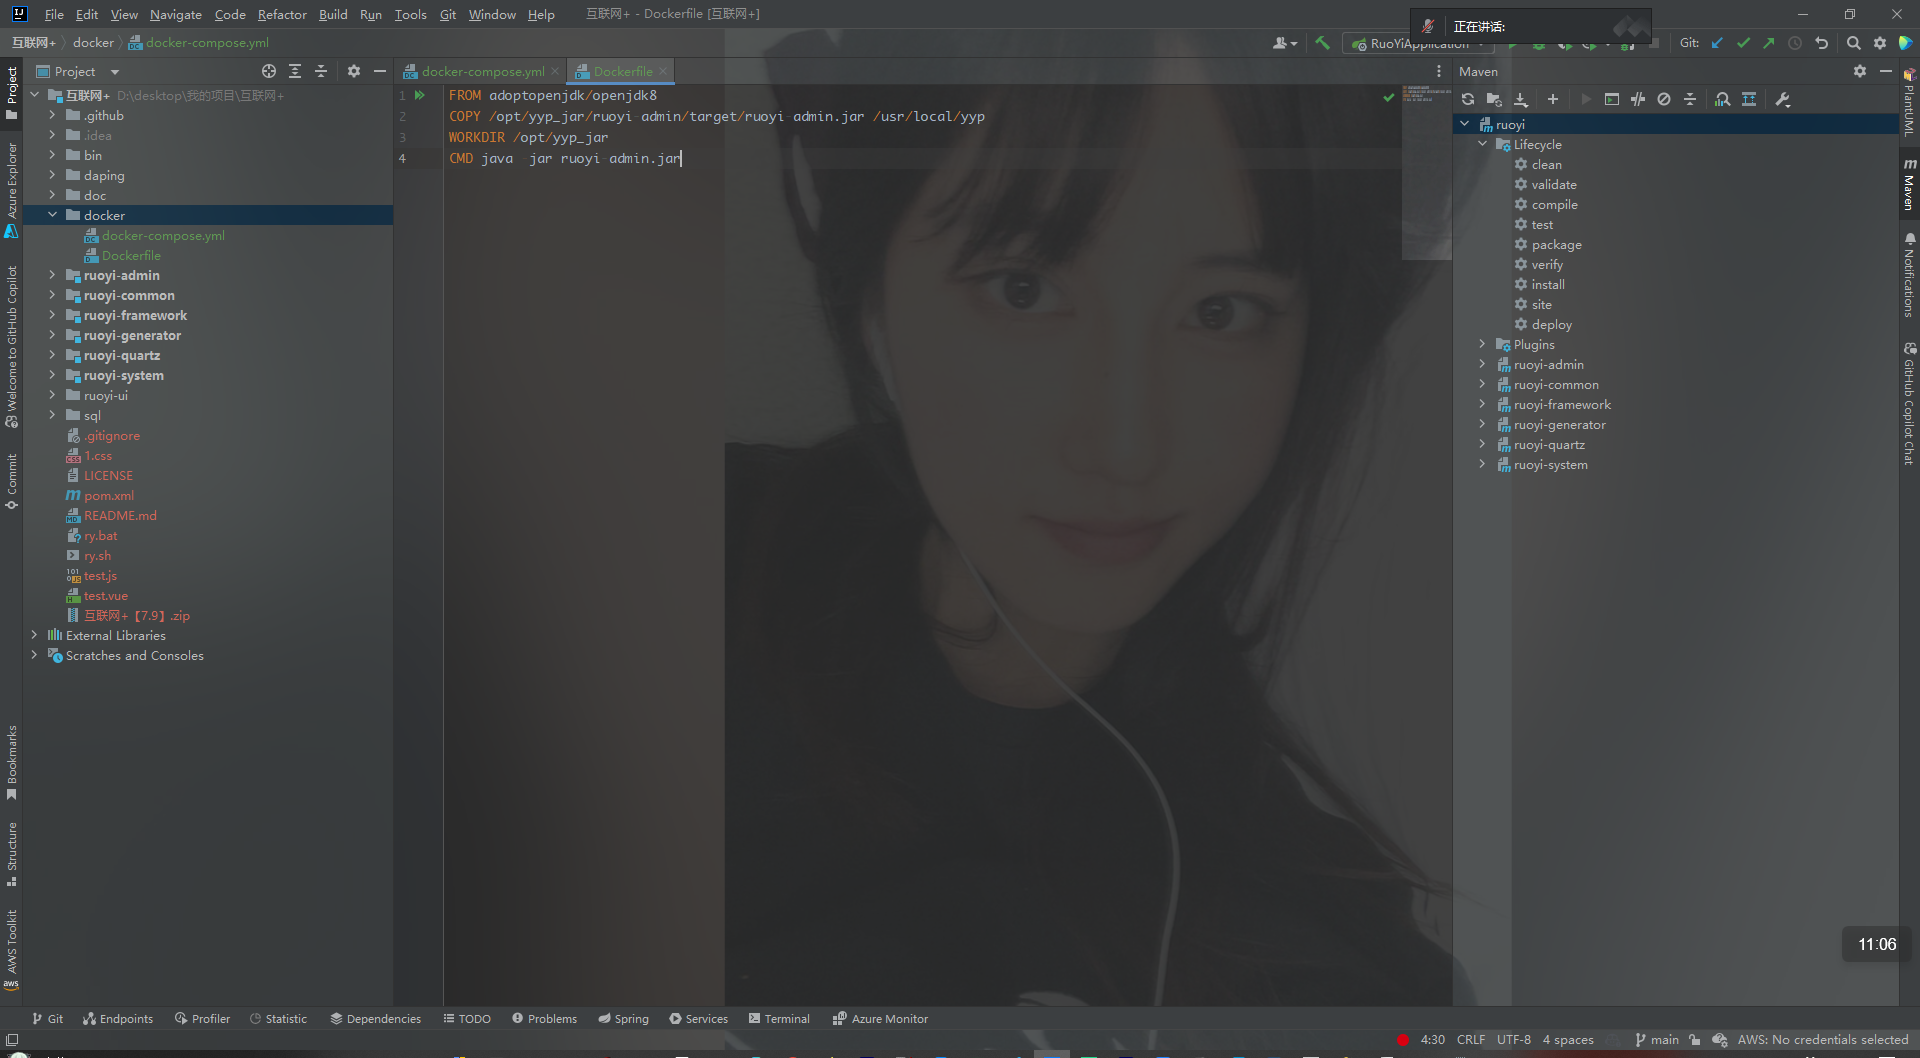 File Edit View Navigate Code Refactor Build Run Tools Git Window Help 互联网+ - Dockerfile [互联网+]
正在讲话:
互联网+ docker docker-compose.yml
RuoYiApplication
Git:
Project
docker-compose.yml
Dockerfile
Maven
互联网+ D:\desktop\我的项目\互联网+
.github
.idea
bin
daping
doc
docker
docker-compose.yml
Dockerfile
ruoyi-admin
ruoyi-common
ruoyi-framework
ruoyi-generator
ruoyi-quartz
ruoyi-system
ruoyi-ui
sql
.gitignore
1.css
LICENSE
pom.xml
README.md
ry.bat
ry.sh
test.js
test.vue
互联网+【7.9】.zip
External Libraries
Scratches and Consoles
1 FROM adoptopenjdk/openjdk8
2 COPY /opt/yyp_jar/ruoyi-admin/target/ruoyi-admin.jar /usr/local/yyp
3 WORKDIR /opt/yyp_jar
4 CMD java -jar ruoyi-admin.jar
ruoyi
Lifecycle
clean
validate
compile
test
package
verify
install
site
deploy
Plugins
ruoyi-admin
ruoyi-common
ruoyi-framework
ruoyi-generator
ruoyi-quartz
ruoyi-system
Project
Azure Explorer
Welcome to GitHub Copilot
Commit
Bookmarks
Structure
AWS Toolkit
aws
PlantUML
Maven
Notifications
GitHub Copilot Chat
11:06
Git Endpoints Profiler Statistic Dependencies TODO Problems Spring Services Terminal Azure Monitor
4:30 CRLF UTF-8 4 spaces main AWS: No credentials selected